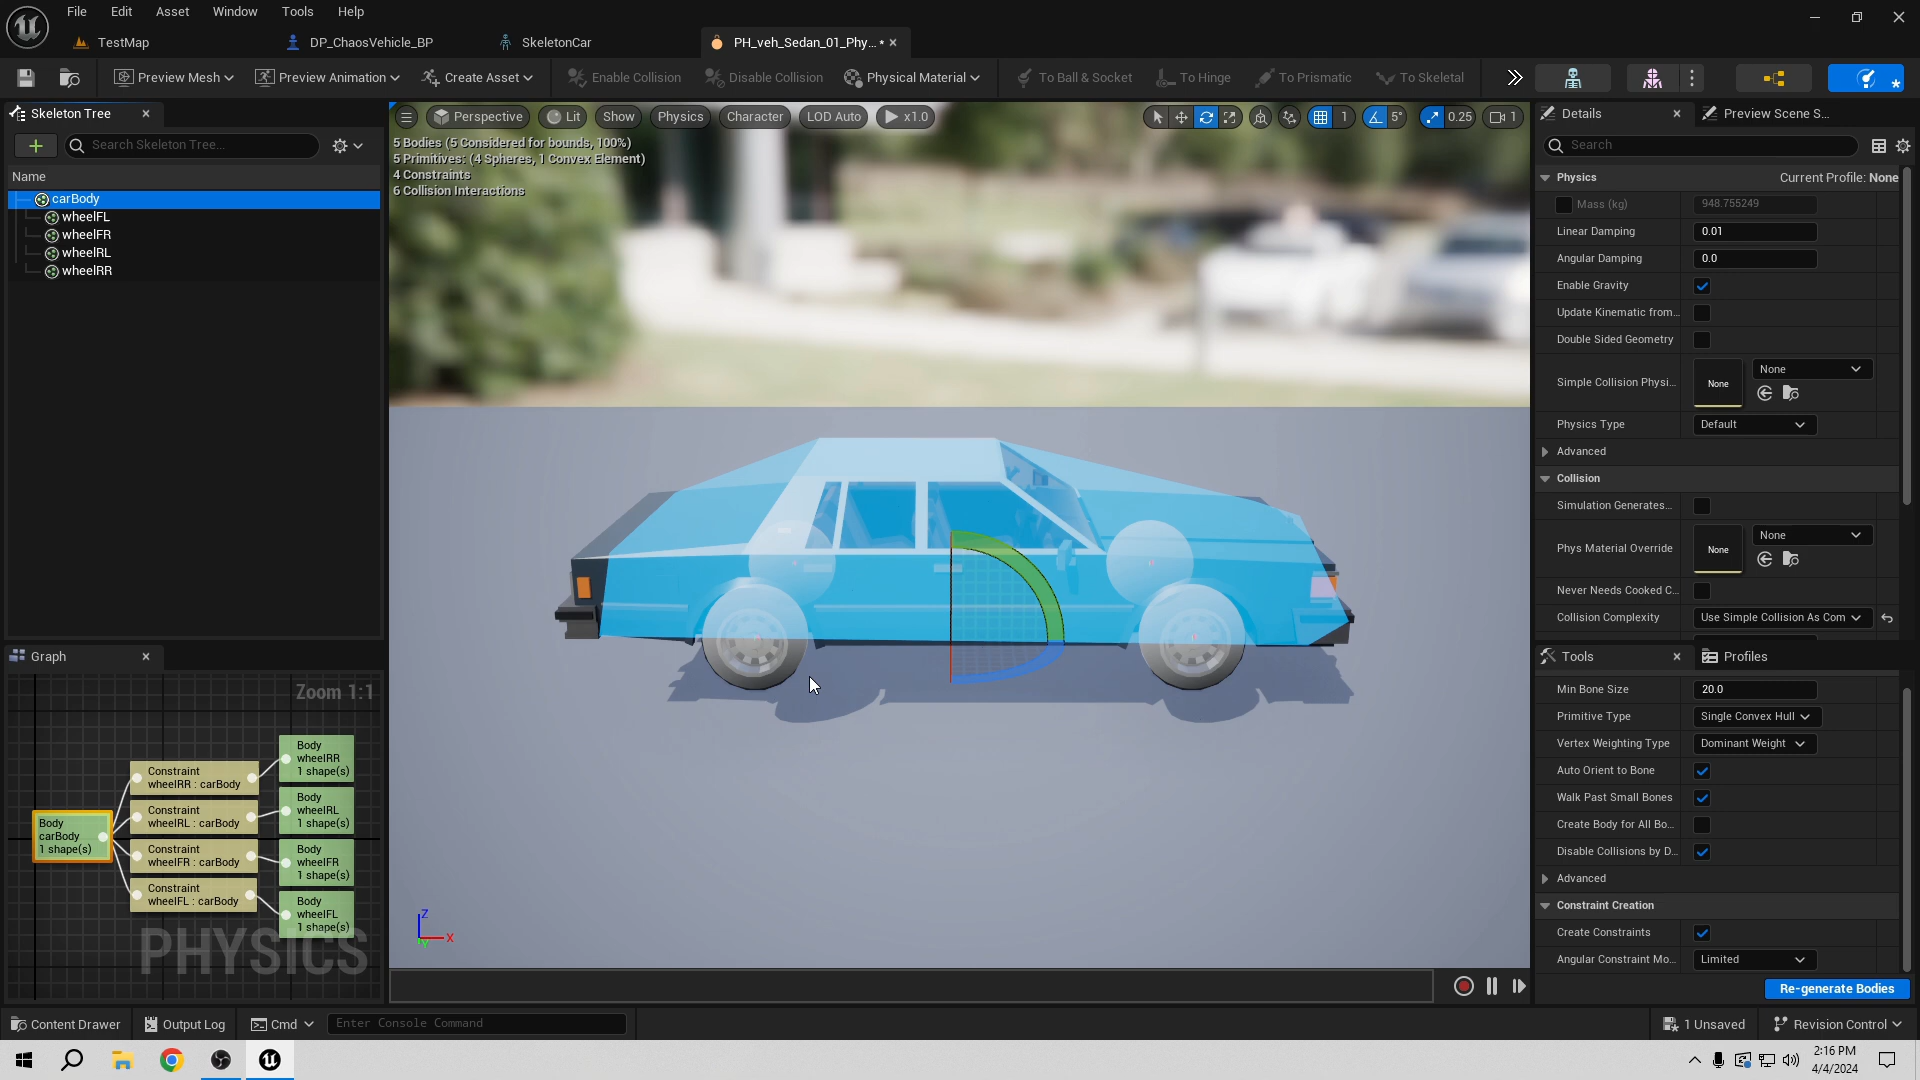 File Edit Asset Window Tools Help
TestMap DP_ChaosVehicle_BP SkeletonCar PH_veh_Sedan_01_Phy... •
Preview Mesh Preview Animation Create Asset Enable Collision Disable Collision Physical Material To Ball & Socket To Hinge To Prismatic To Skeletal
Skeleton Tree
Search Skeleton Tree...
Name
carBody
wheelFL
wheelFR
wheelRL
wheelRR
Perspective Lit Show Physics Character LOD Auto x1.0 1 5° 0.25 1
5 Bodies (5 Considered for bounds, 100%)
5 Primitives: (4 Spheres, 1 Convex Element)
4 Constraints
6 Collision Interactions
Z
X
Y
Graph
Zoom 1:1
Body
carBody
1 shape(s)
Constraint
wheelRR : carBody
Constraint
wheelRL : carBody
Constraint
wheelFR : carBody
Constraint
wheelFL : carBody
Body
wheelRR
1 shape(s)
Body
wheelRL
1 shape(s)
Body
wheelFR
1 shape(s)
Body
wheelFL
1 shape(s)
PHYSICS
Details Preview Scene S...
Search
Physics Current Profile: None
Mass (kg) 948.755249
Linear Damping 0.01
Angular Damping 0.0
Enable Gravity
Update Kinematic from...
Double Sided Geometry
Simple Collision Physi... None None
Physics Type Default
Advanced
Collision
Simulation Generates...
Phys Material Override None None
Never Needs Cooked C...
Collision Complexity Use Simple Collision As Com
Tools Profiles
Min Bone Size 20.0
Primitive Type Single Convex Hull
Vertex Weighting Type Dominant Weight
Auto Orient to Bone
Walk Past Small Bones
Create Body for All Bo...
Disable Collisions by D...
Advanced
Constraint Creation
Create Constraints
Angular Constraint Mo... Limited
Re-generate Bodies
Content Drawer Output Log Cmd Enter Console Command 1 Unsaved Revision Control
2:16 PM
4/4/2024